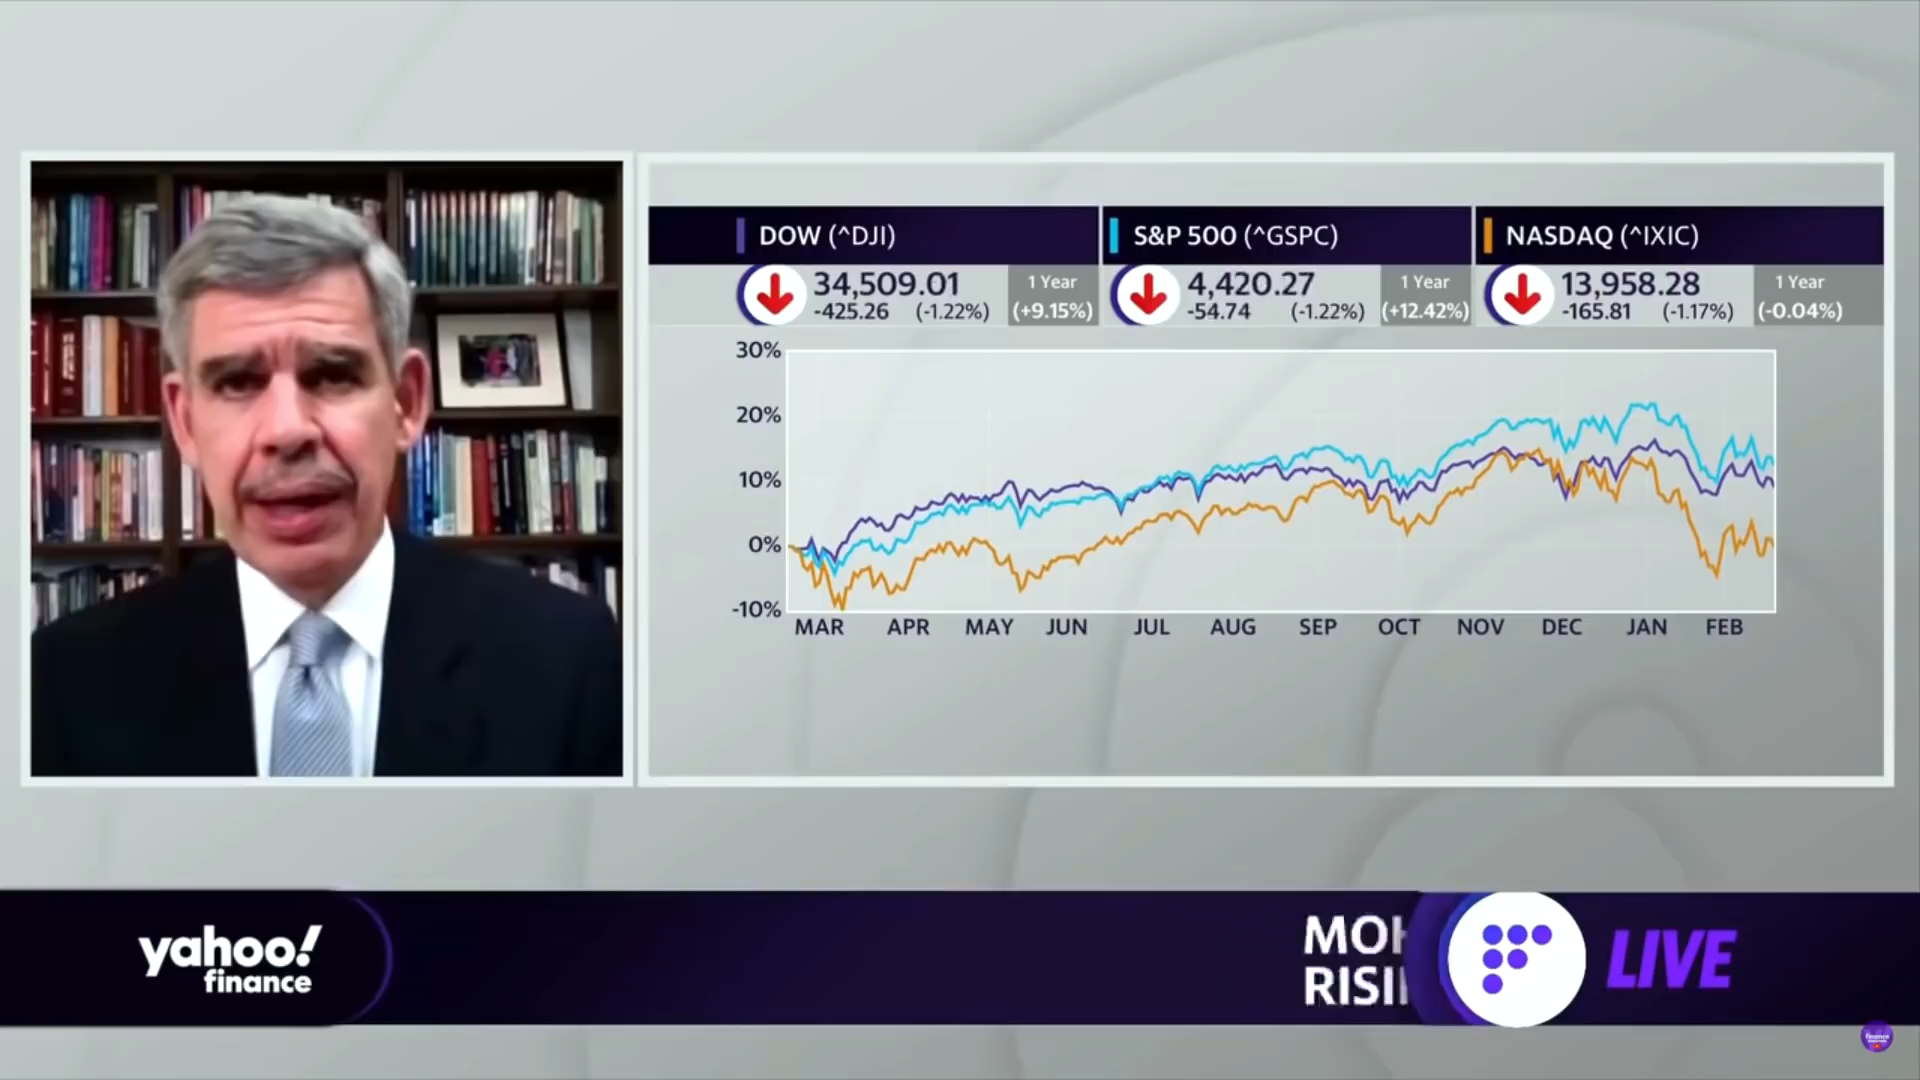 DOW (^DJI)
34,509.01
-425.26 (-1.22%)
1 Year
(+9.15%)
S&P 500 (^GSPC)
4,420.27
-54.74 (-1.22%)
1 Year
(+12.42%)
NASDAQ (^IXIC)
13,958.28
-165.81 (-1.17%)
1 Year
(-0.04%)
30%
20%
10%
0%
-10%
MAR APR MAY JUN JUL AUG SEP OCT NOV DEC JAN FEB
yahoo!
finance
MO
RISI
LIVE
finance